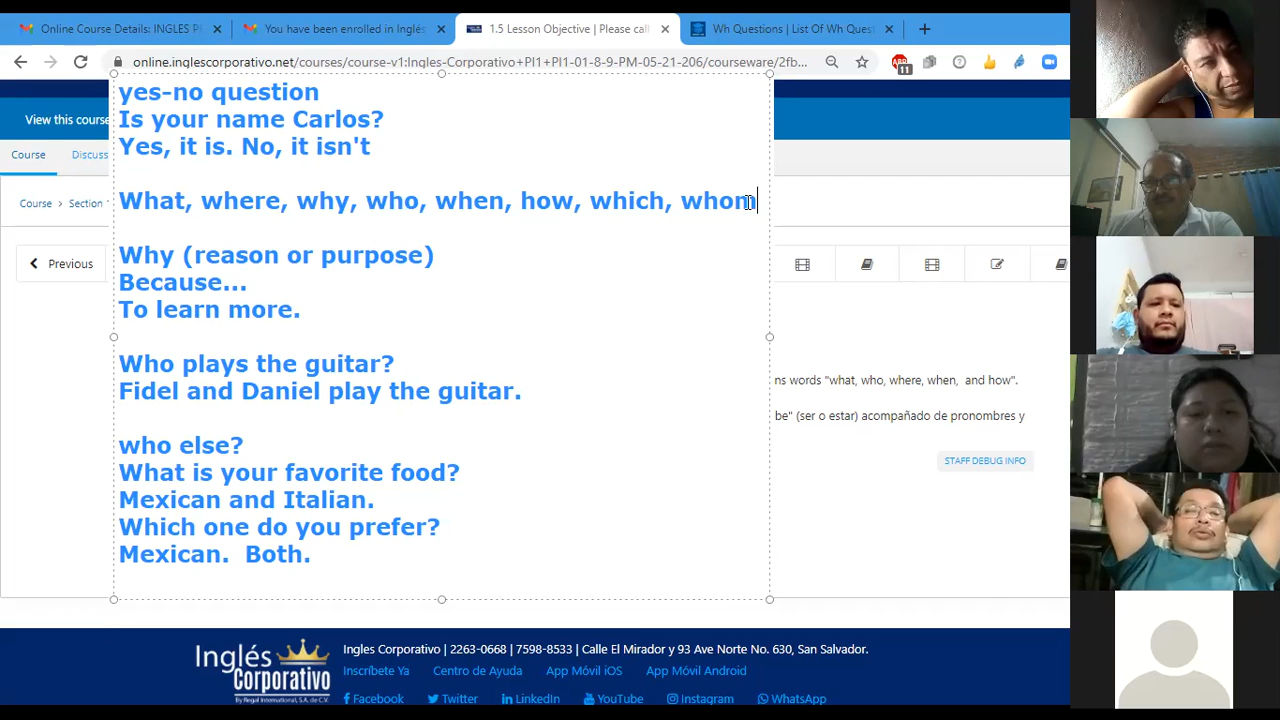 Online Course Details: INGLES PI
You have been enrolled in Inglés
1.5 Lesson Objective | Please call
Wh Questions | List Of Wh Quest
online.inglescorporativo.net/courses/course-v1:Ingles-Corporativo+PI1+PI1-01-8-9-PM-05-21-206/courseware/2fb...
11
View this course
Course
Discuss
Course
Section
Previous
yes-no question
Is your name Carlos?
Yes, it is. No, it isn't
What, where, why, who, when, how, which, whom
Why (reason or purpose)
Because...
To learn more.
Who plays the guitar?
Fidel and Daniel play the guitar.
who else?
What is your favorite food?
Mexican and Italian.
Which one do you prefer?
Mexican.  Both.
ns words "what, who, where, when,  and how".
be" (ser o estar) acompañado de pronombres y
STAFF DEBUG INFO
Inglés
Corporativo
By Regal International, S.A. de C.V.
Ingles Corporativo | 2263-0668 | 7598-8533 | Calle El Mirador y 93 Ave Norte No. 630, San Salvador.
Inscríbete Ya
Centro de Ayuda
App Móvil iOS
App Móvil Android
Facebook
Twitter
LinkedIn
YouTube
Instagram
WhatsApp